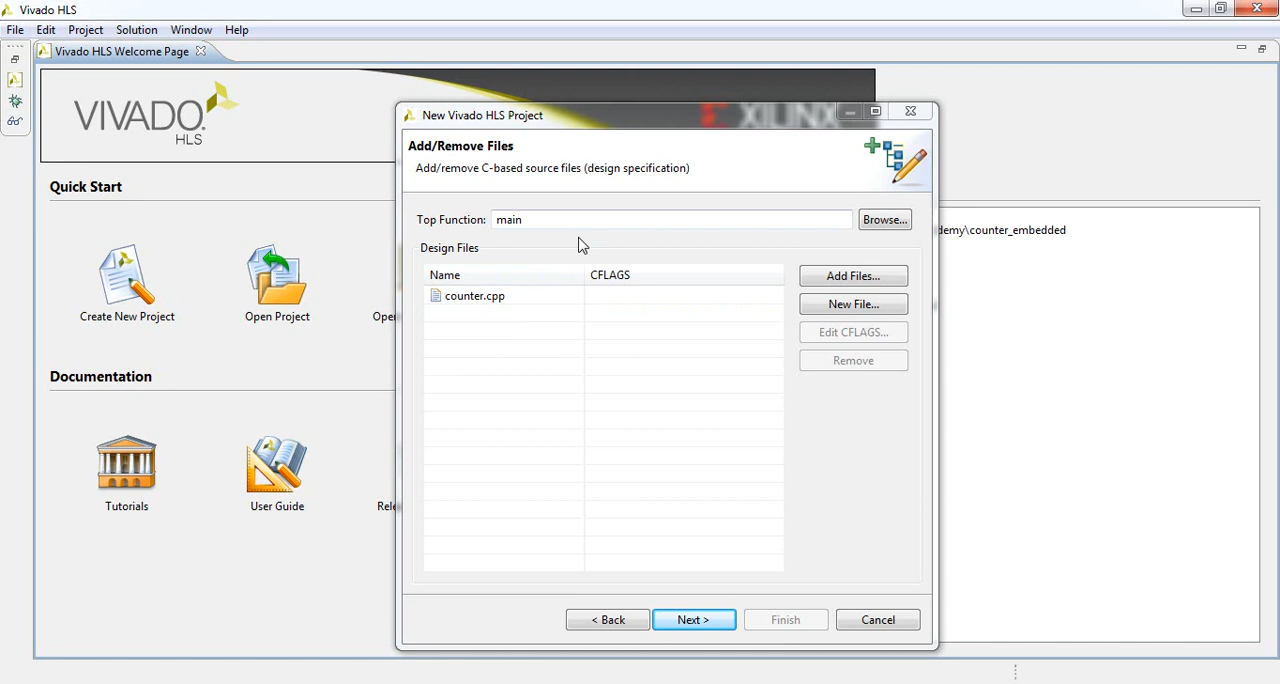 Vivado HLS
File Edit Project Solution Window Help
Vivado HLS Welcome Page
VIVADO.
HLS
XILINX
Quick Start
Create New Project
Open Project
Documentation
Tutorials
User Guide
demy\counter_embedded
New Vivado HLS Project
Add/Remove Files
Add/remove C-based source files (design specification)
Top Function: main Browse...
Design Files
Name CFLAGS
counter.cpp
Add Files...
New File...
Edit CFLAGS...
Remove
< Back Next > Finish Cancel